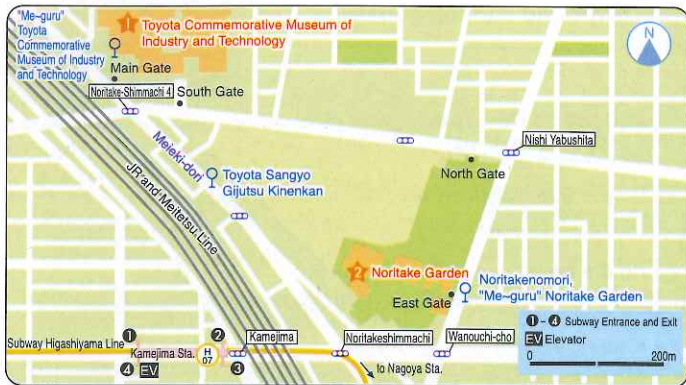 "Me~guru"
Toyota
Commemorative
Museum of Industry
and Technology
1
Toyota Commemorative Museum of
Industry and Technology
N
Main Gate
Noritake-Shimmachi 4
South Gate
Meieki-dori
Nishi Yabushita
JR and Meitetsu Line
Toyota Sangyo
Gijutsu Kinenkan
North Gate
2
Noritake Garden
Noritakenomori,
"Me~guru" Noritake Garden
East Gate
1 – 4 Subway Entrance and Exit
EV Elevator
0 200m
Subway Higashiyama Line
1
2
Kamejima
Noritakeshimmachi
Wanouchi-cho
Kamejima Sta.
H
07
4 EV
3
to Nagoya Sta.